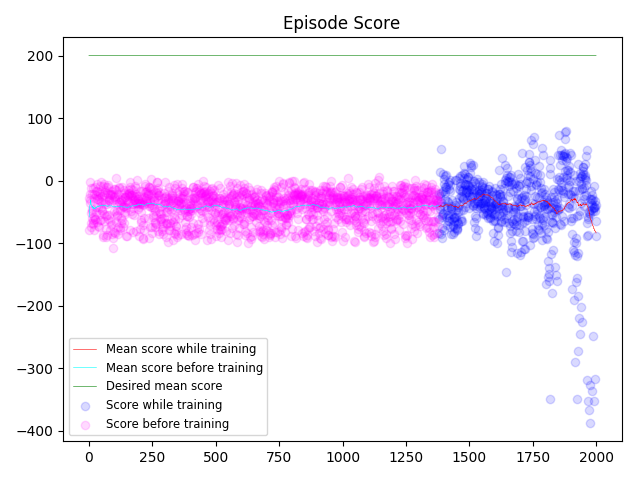 Episode Score
200
100
0
−100
−200
−300
−400
Mean score while training
Mean score before training
Desired mean score
Score while training
Score before training
0 250 500 750 1000 1250 1500 1750 2000